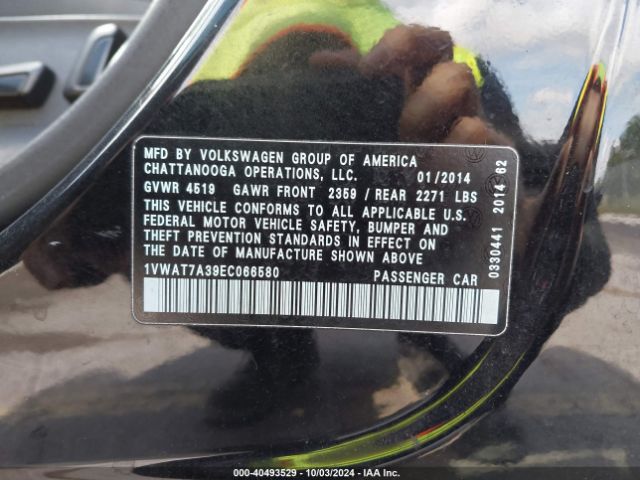 MFD BY VOLKSWAGEN GROUP OF AMERICA
CHATTANOOGA OPERATIONS, LLC. 01/2014
GVWR 4519 GAWR FRONT 2359 / REAR 2271 LBS
THIS VEHICLE CONFORMS TO ALL APPLICABLE U.S.
FEDERAL MOTOR VEHICLE SAFETY, BUMPER AND
THEFT PREVENTION STANDARDS IN EFFECT ON
THE DATE OF MANUFACTURE SHOWN ABOVE
1VWAT7A39EC066580 PASSENGER CAR
0330441 2014 62
000-40493529 - 10/03/2024 - IAA Inc.